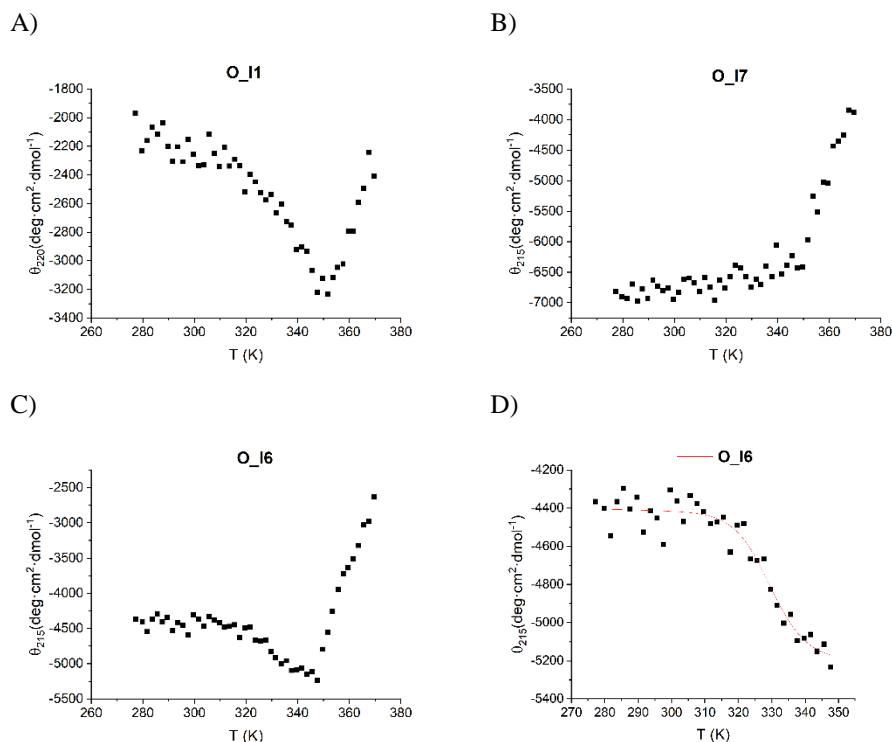 A)
O_I1
-1800
-2000
-2200
-2400
-2600
-2800
-3000
-3200
-3400
θ220(deg·cm2·dmol-1)
260 280 300 320 340 360 380
T (K)
B)
O_I7
-3500
-4000
-4500
-5000
-5500
-6000
-6500
-7000
θ215(deg·cm2·dmol-1)
260 280 300 320 340 360 380
T (K)
C)
O_I6
-2500
-3000
-3500
-4000
-4500
-5000
-5500
θ215(deg·cm2·dmol-1)
260 280 300 320 340 360 380
T (K)
D)
O_I6
-4200
-4400
-4600
-4800
-5000
-5200
-5400
θ215(deg·cm2·dmol-1)
270 280 290 300 310 320 330 340 350
T (K)